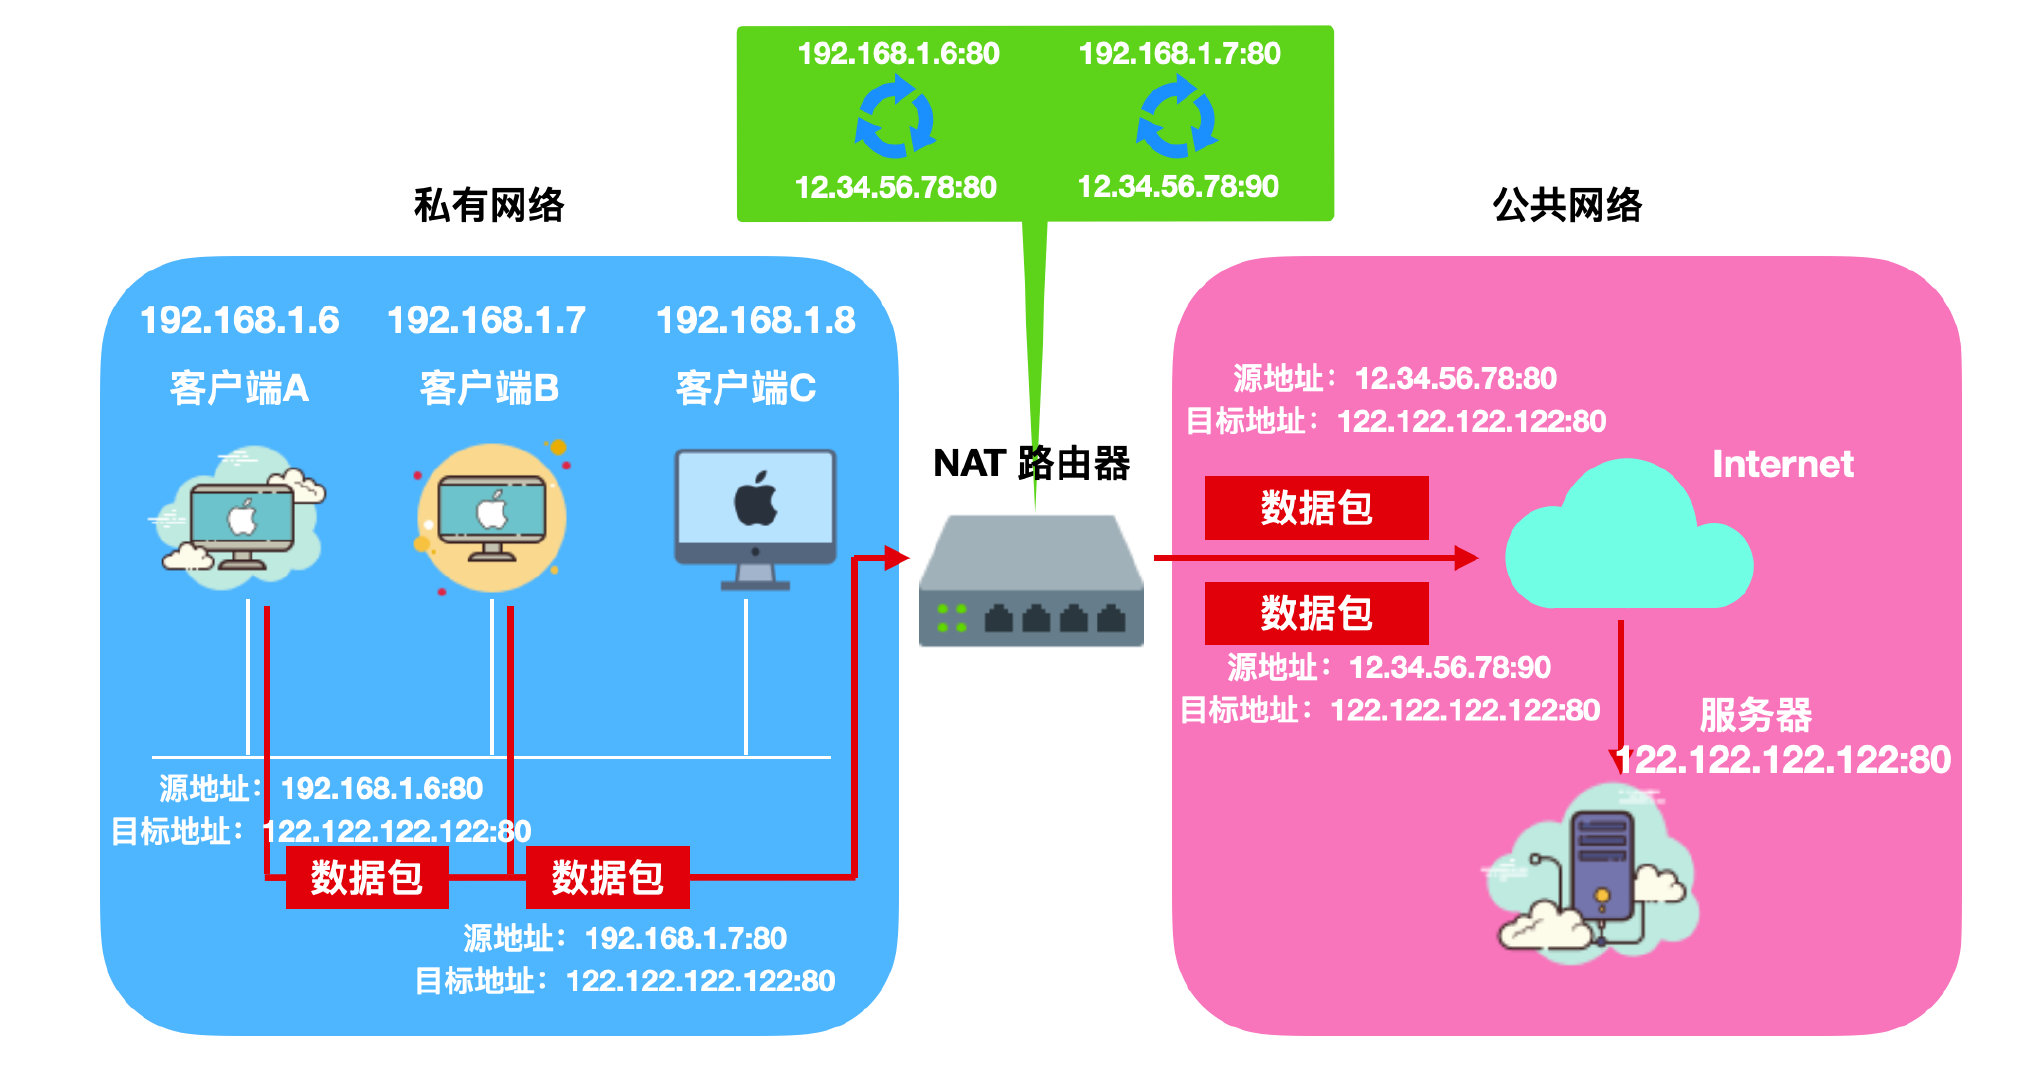 192.168.1.6:80
192.168.1.7:80
12.34.56.78:80
12.34.56.78:90
私有网络
公共网络
192.168.1.6
192.168.1.7
192.168.1.8
客户端A
客户端B
客户端C
NAT 路由器
源地址：12.34.56.78:80
目标地址：122.122.122.122:80
Internet
数据包
数据包
源地址：12.34.56.78:90
目标地址：122.122.122.122:80
服务器
122.122.122.122:80
源地址：192.168.1.6:80
目标地址：122.122.122.122:80
数据包
数据包
源地址：192.168.1.7:80
目标地址：122.122.122.122:80